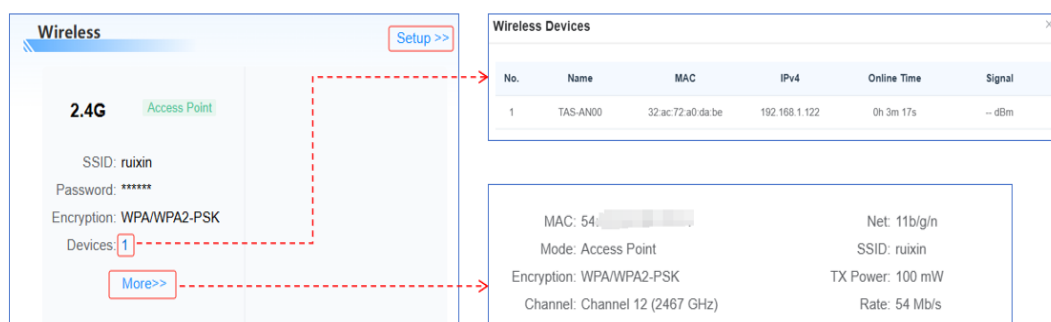 Wireless
Setup >>
2.4G Access Point
SSID: ruixin
Password: ******
Encryption: WPA/WPA2-PSK
Devices: 1
More>>
Wireless Devices ×
No. Name MAC IPv4 Online Time Signal
1 TAS-AN00 32:ac:72:a0:da:be 192.168.1.122 0h 3m 17s -- dBm
MAC: 54: Net: 11b/g/n
Mode: Access Point SSID: ruixin
Encryption: WPA/WPA2-PSK TX Power: 100 mW
Channel: Channel 12 (2467 GHz) Rate: 54 Mb/s